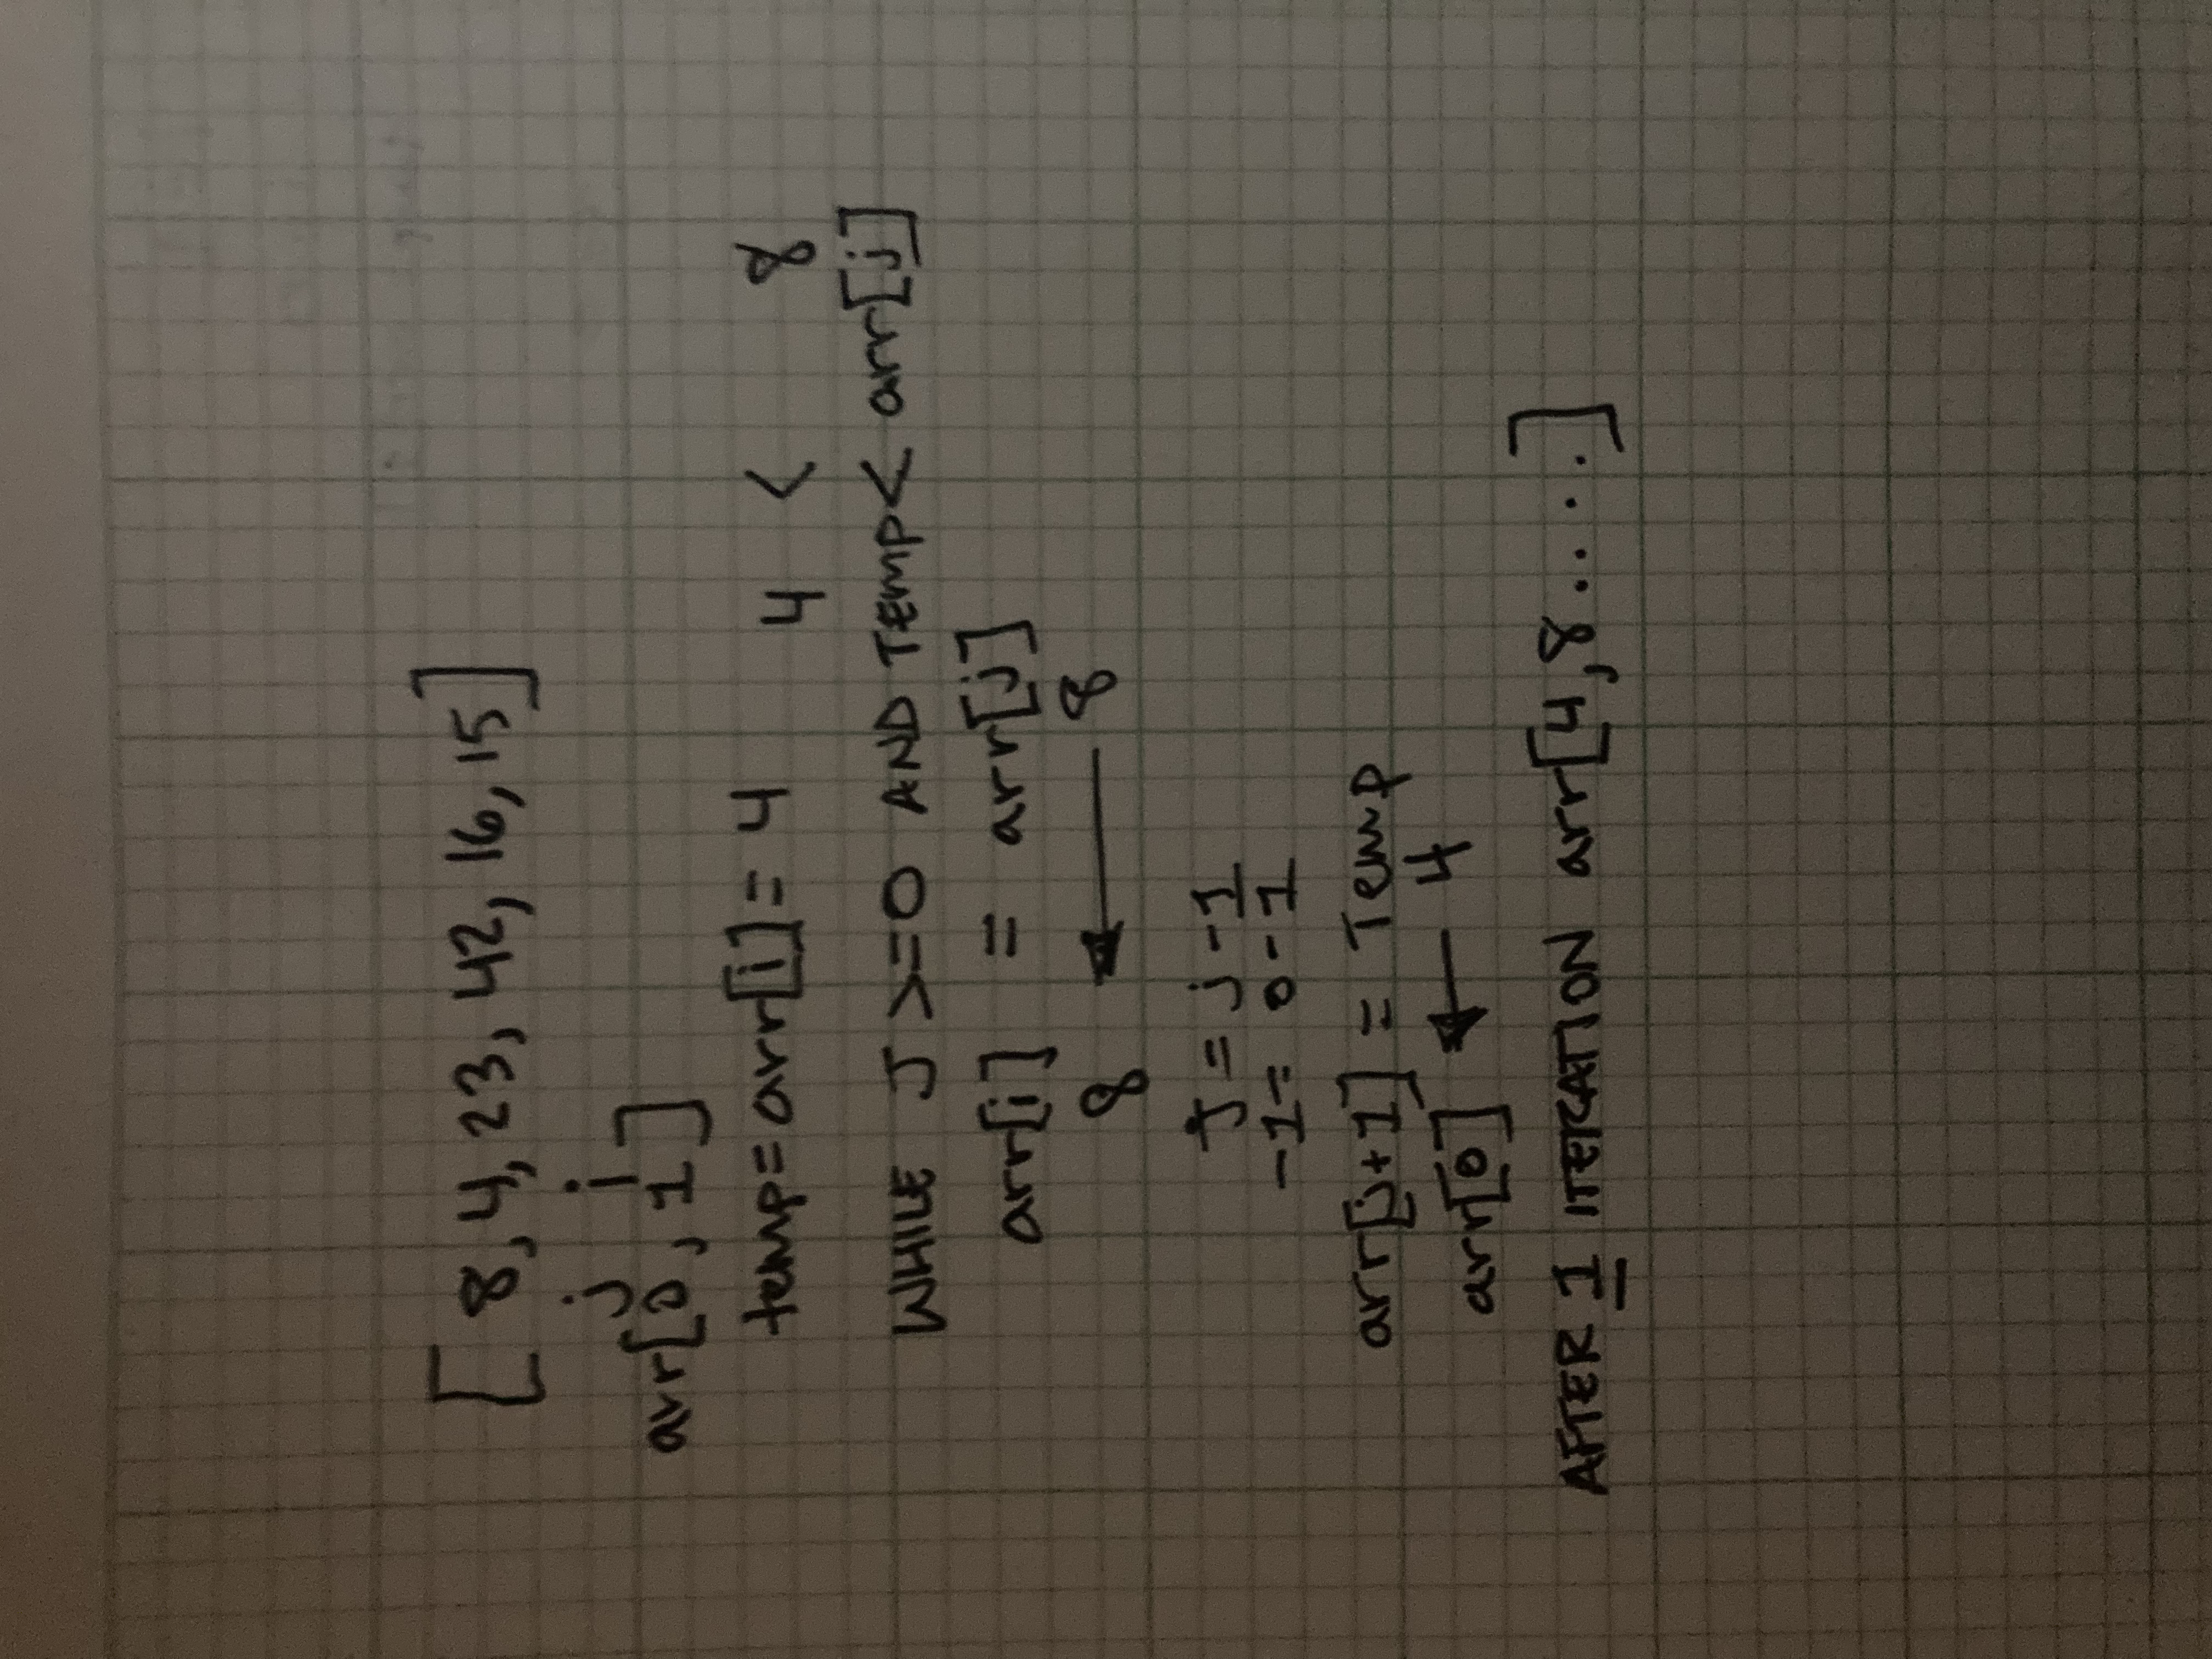 [ 8, 4, 23, 42, 16, 15]
j i
arr[0, 1]
temp=arr[i]= 4 4 < 8
WHILE J >=0 AND TEMP< arr[j]
arr[i] = arr[j]
8 ← 8
J = j -1
-1= 0-1
arr[j+1] = Temp
arr[0] ← 4
AFTER 1 ITERATION arr[4,8.....]